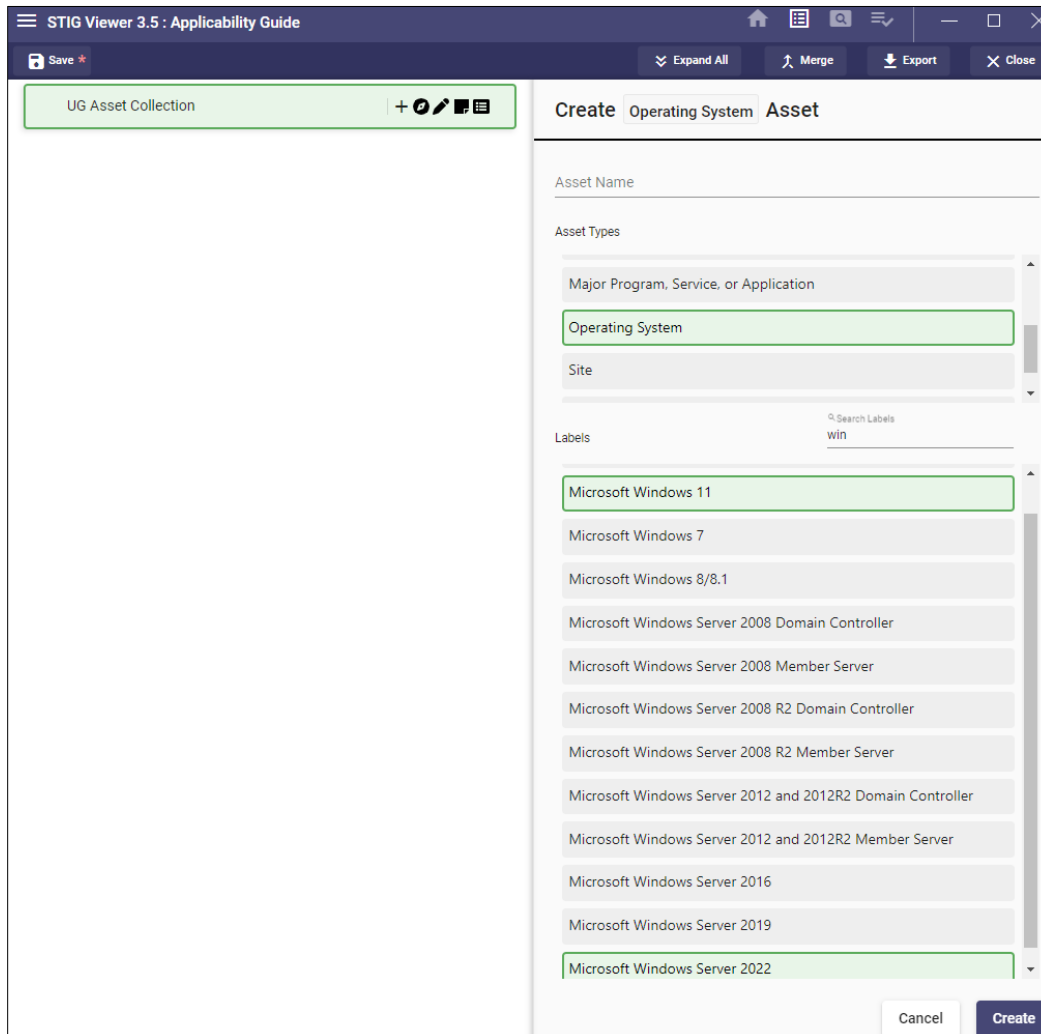 STIG Viewer 3.5 : Applicability Guide
Save *
Expand All
Merge
Export
Close
UG Asset Collection
Create Operating System Asset
Asset Name
Asset Types
Major Program, Service, or Application
Operating System
Site
Labels
Search Labels
win
Microsoft Windows 11
Microsoft Windows 7
Microsoft Windows 8/8.1
Microsoft Windows Server 2008 Domain Controller
Microsoft Windows Server 2008 Member Server
Microsoft Windows Server 2008 R2 Domain Controller
Microsoft Windows Server 2008 R2 Member Server
Microsoft Windows Server 2012 and 2012R2 Domain Controller
Microsoft Windows Server 2012 and 2012R2 Member Server
Microsoft Windows Server 2016
Microsoft Windows Server 2019
Microsoft Windows Server 2022
Cancel
Create